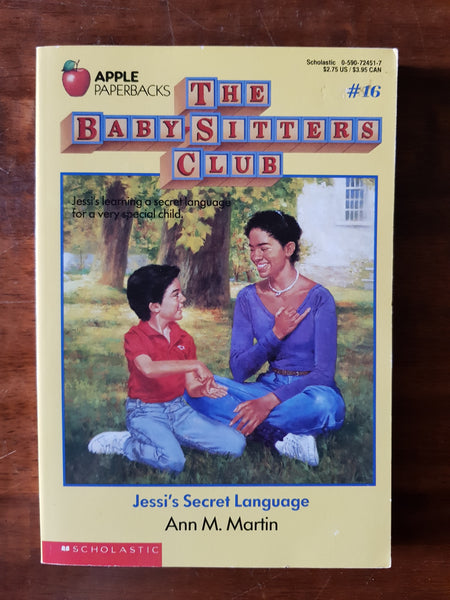 Scholastic 0-590-72451-7
$2.75 US / $3.95 CAN
APPLE
PAPERBACKS
#16
THE
BABY-SITTERS
CLUB
Jessi's learning a secret language
for a very special child.
Jessi's Secret Language
Ann M. Martin
SCHOLASTIC